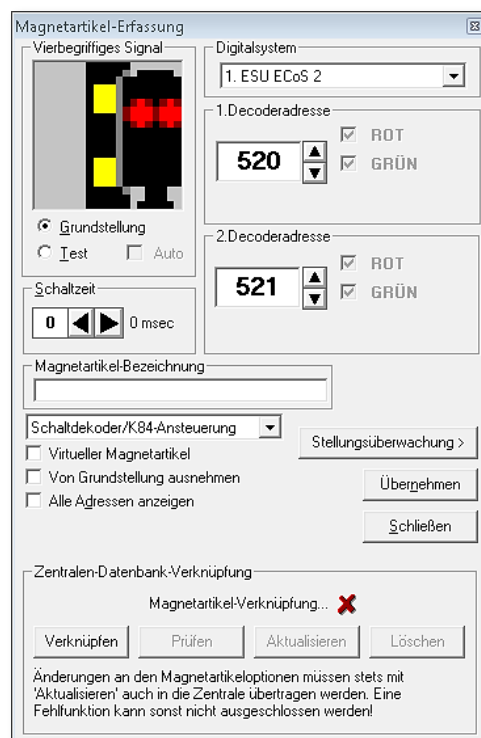 Magnetartikel-Erfassung
Vierbegriffiges Signal
Grundstellung
Test
Auto
Digitalsystem
1. ESU ECoS 2
1.Decoderadresse
520
ROT
GRÜN
2.Decoderadresse
521
ROT
GRÜN
Schaltzeit
0
0 msec
Magnetartikel-Bezeichnung
Schaltdekoder/K84-Ansteuerung
Virtueller Magnetartikel
Von Grundstellung ausnehmen
Alle Adressen anzeigen
Stellungsüberwachung >
Übernehmen
Schließen
Zentralen-Datenbank-Verknüpfung
Magnetartikel-Verknüpfung...
Verknüpfen
Prüfen
Aktualisieren
Löschen
Änderungen an den Magnetartikeloptionen müssen stets mit
'Aktualisieren' auch in die Zentrale übertragen werden. Eine
Fehlfunktion kann sonst nicht ausgeschlossen werden!